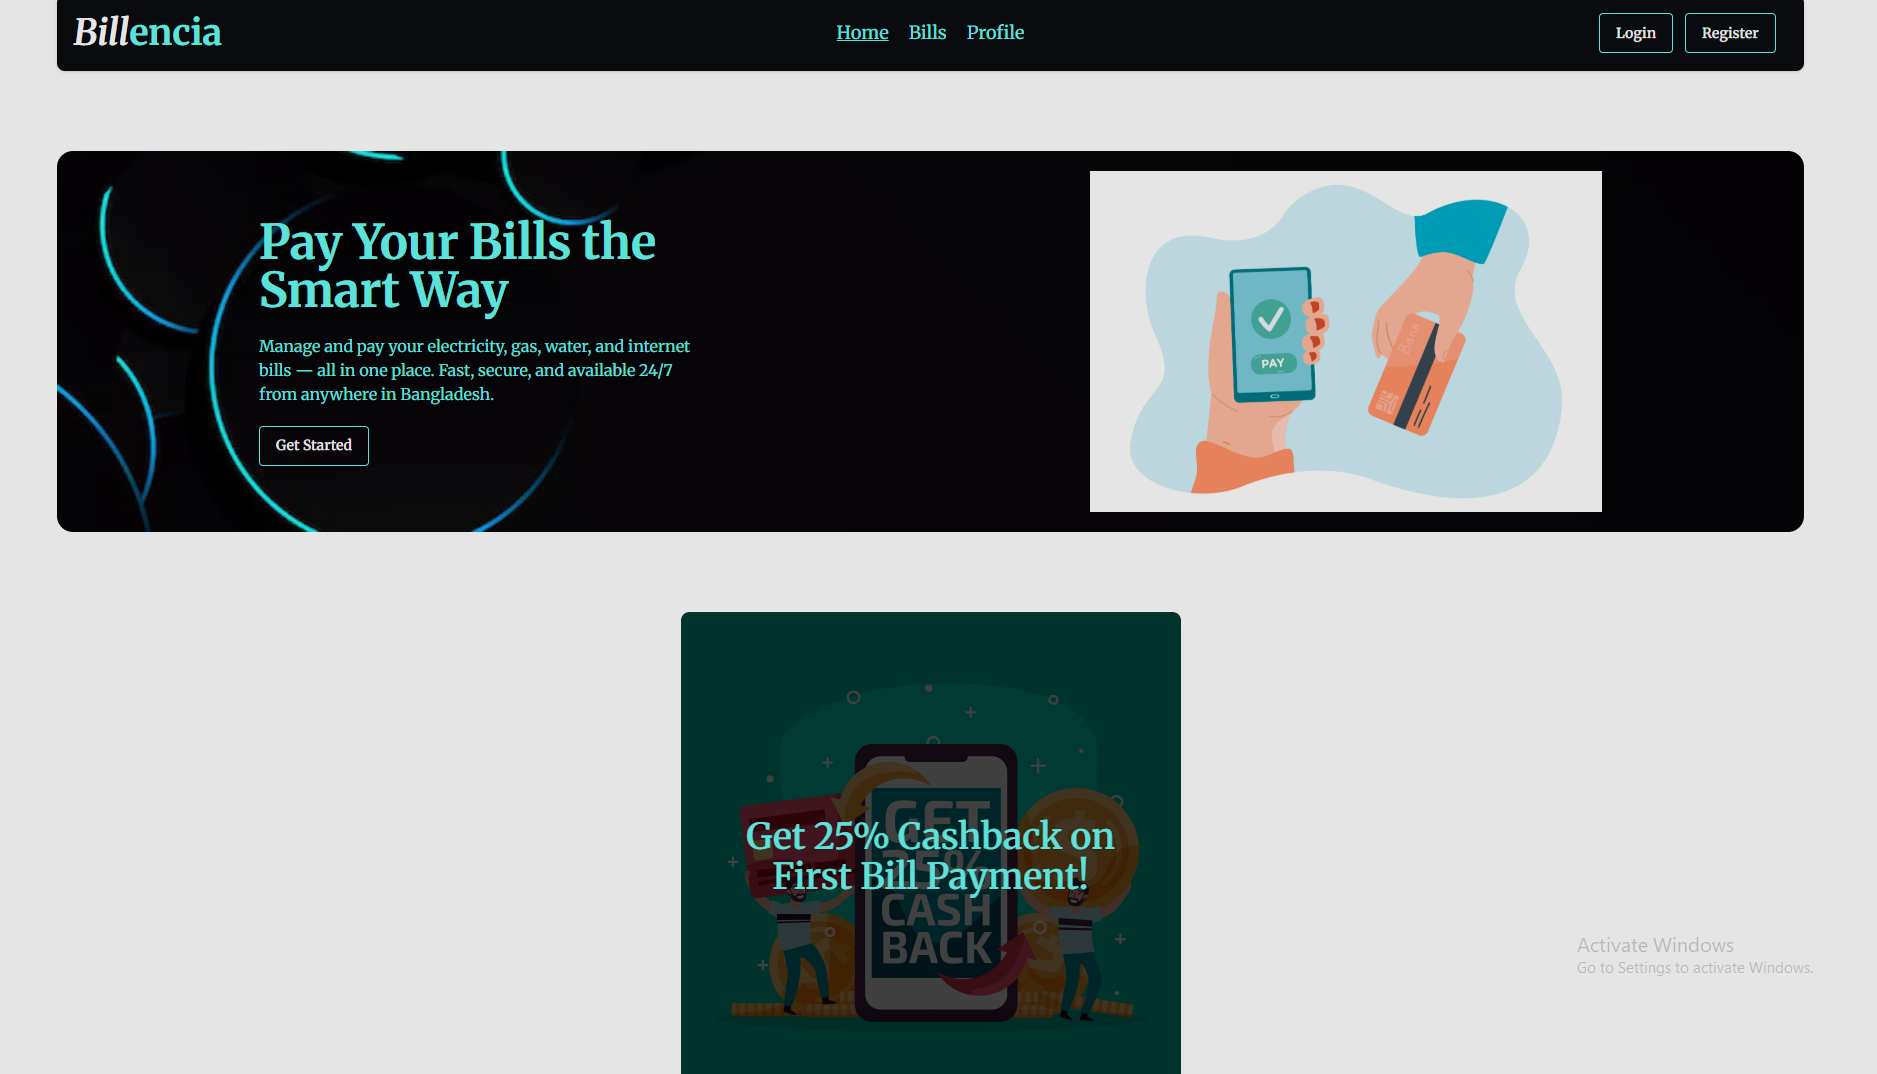 Billencia
Home Bills Profile
Login Register
Pay Your Bills the
Smart Way
Manage and pay your electricity, gas, water, and internet
bills — all in one place. Fast, secure, and available 24/7
from anywhere in Bangladesh.
Get Started
PAY
Bank
GET
25%
CASH
BACK
Get 25% Cashback on
First Bill Payment!
Activate Windows
Go to Settings to activate Windows.